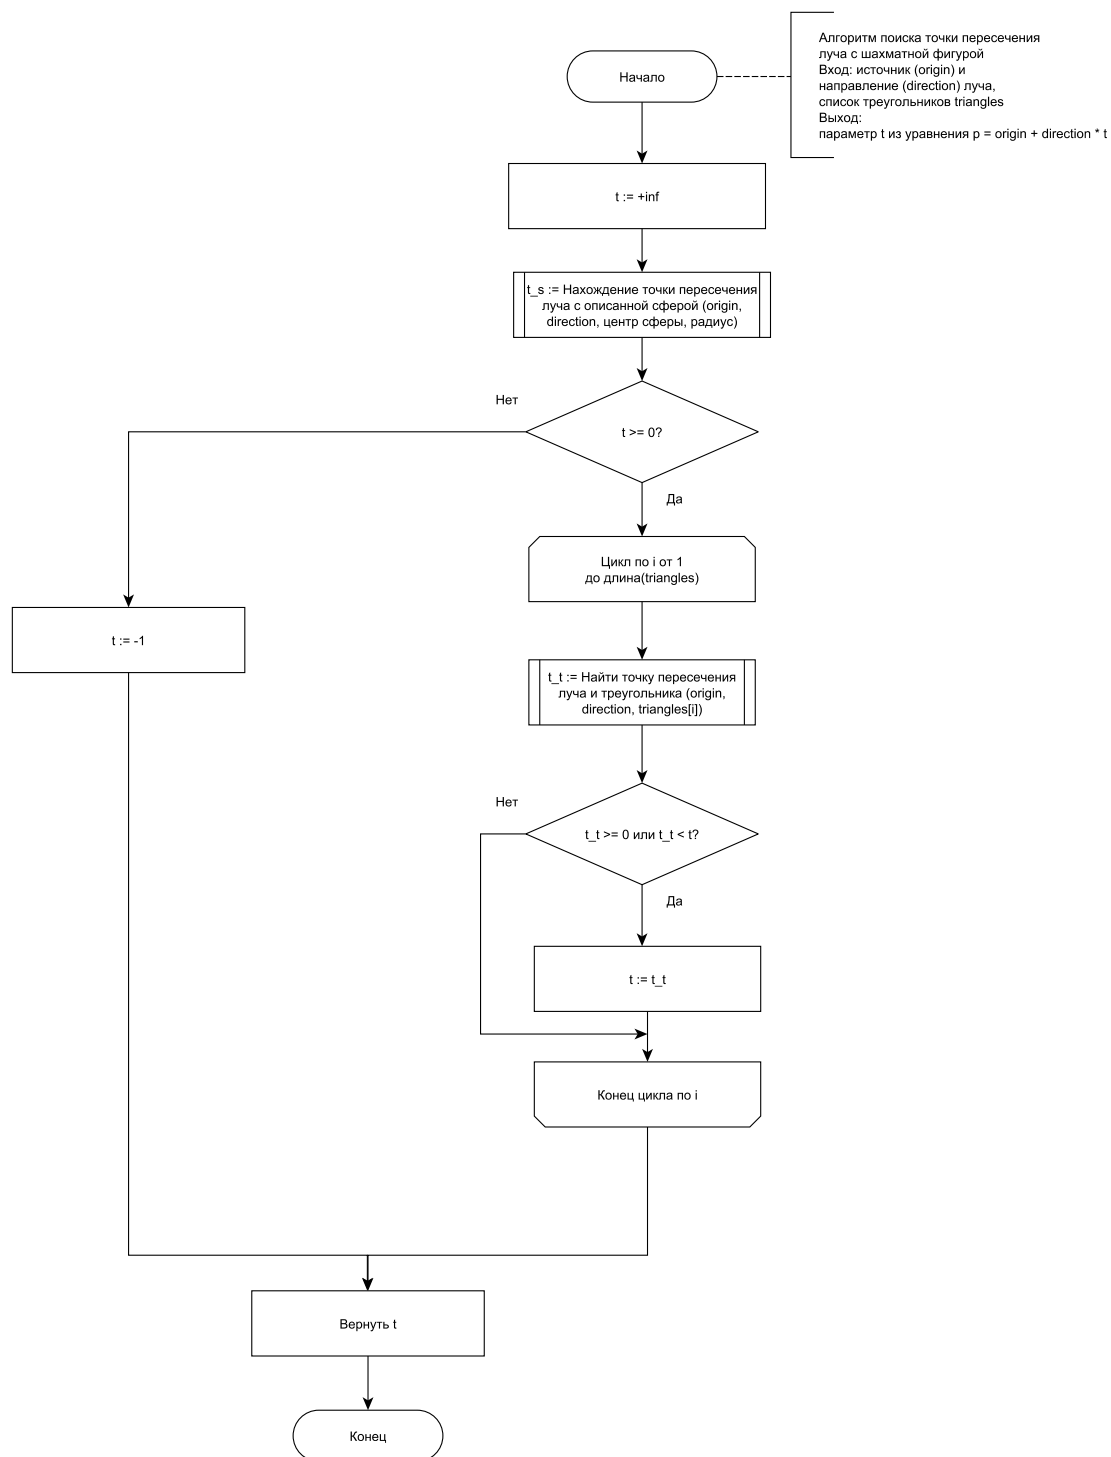 Начало
Алгоритм поиска точки пересечения
луча с шахматной фигурой
Вход: источник (origin) и
направление (direction) луча,
список треугольников triangles
Выход:
параметр t из уравнения p = origin + direction * t
t := +inf
t_s := Нахождение точки пересечения
луча с описанной сферой (origin,
direction, центр сферы, радиус)
Нет
t >= 0?
Да
Цикл по i от 1
до длина(triangles)
t := -1
t_t := Найти точку пересечения
луча и треугольника (origin,
direction, triangles[i])
Нет
t_t >= 0 или t_t < t?
Да
t := t_t
Конец цикла по i
Вернуть t
Конец